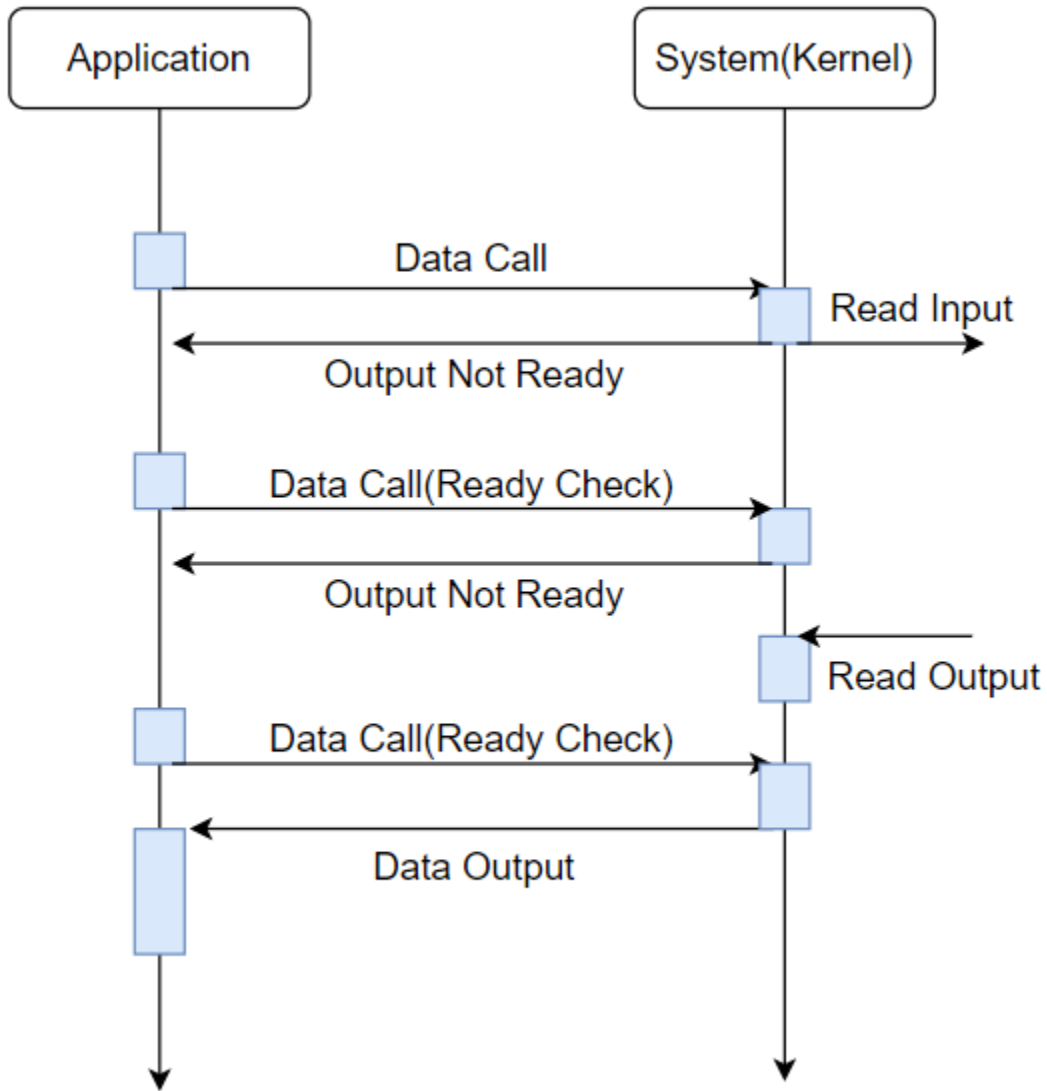 Application
System(Kernel)
Data Call
Read Input
Output Not Ready
Data Call(Ready Check)
Output Not Ready
Read Output
Data Call(Ready Check)
Data Output